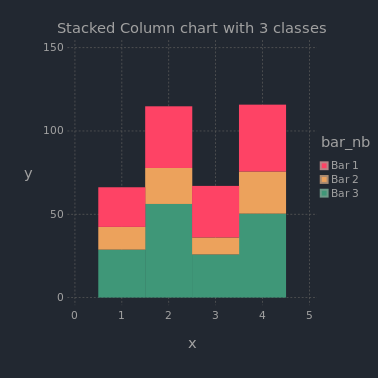 Stacked Column chart with 3 classes
150
100
50
0
y
0 1 2 3 4 5
x
bar_nb
Bar 1
Bar 2
Bar 3